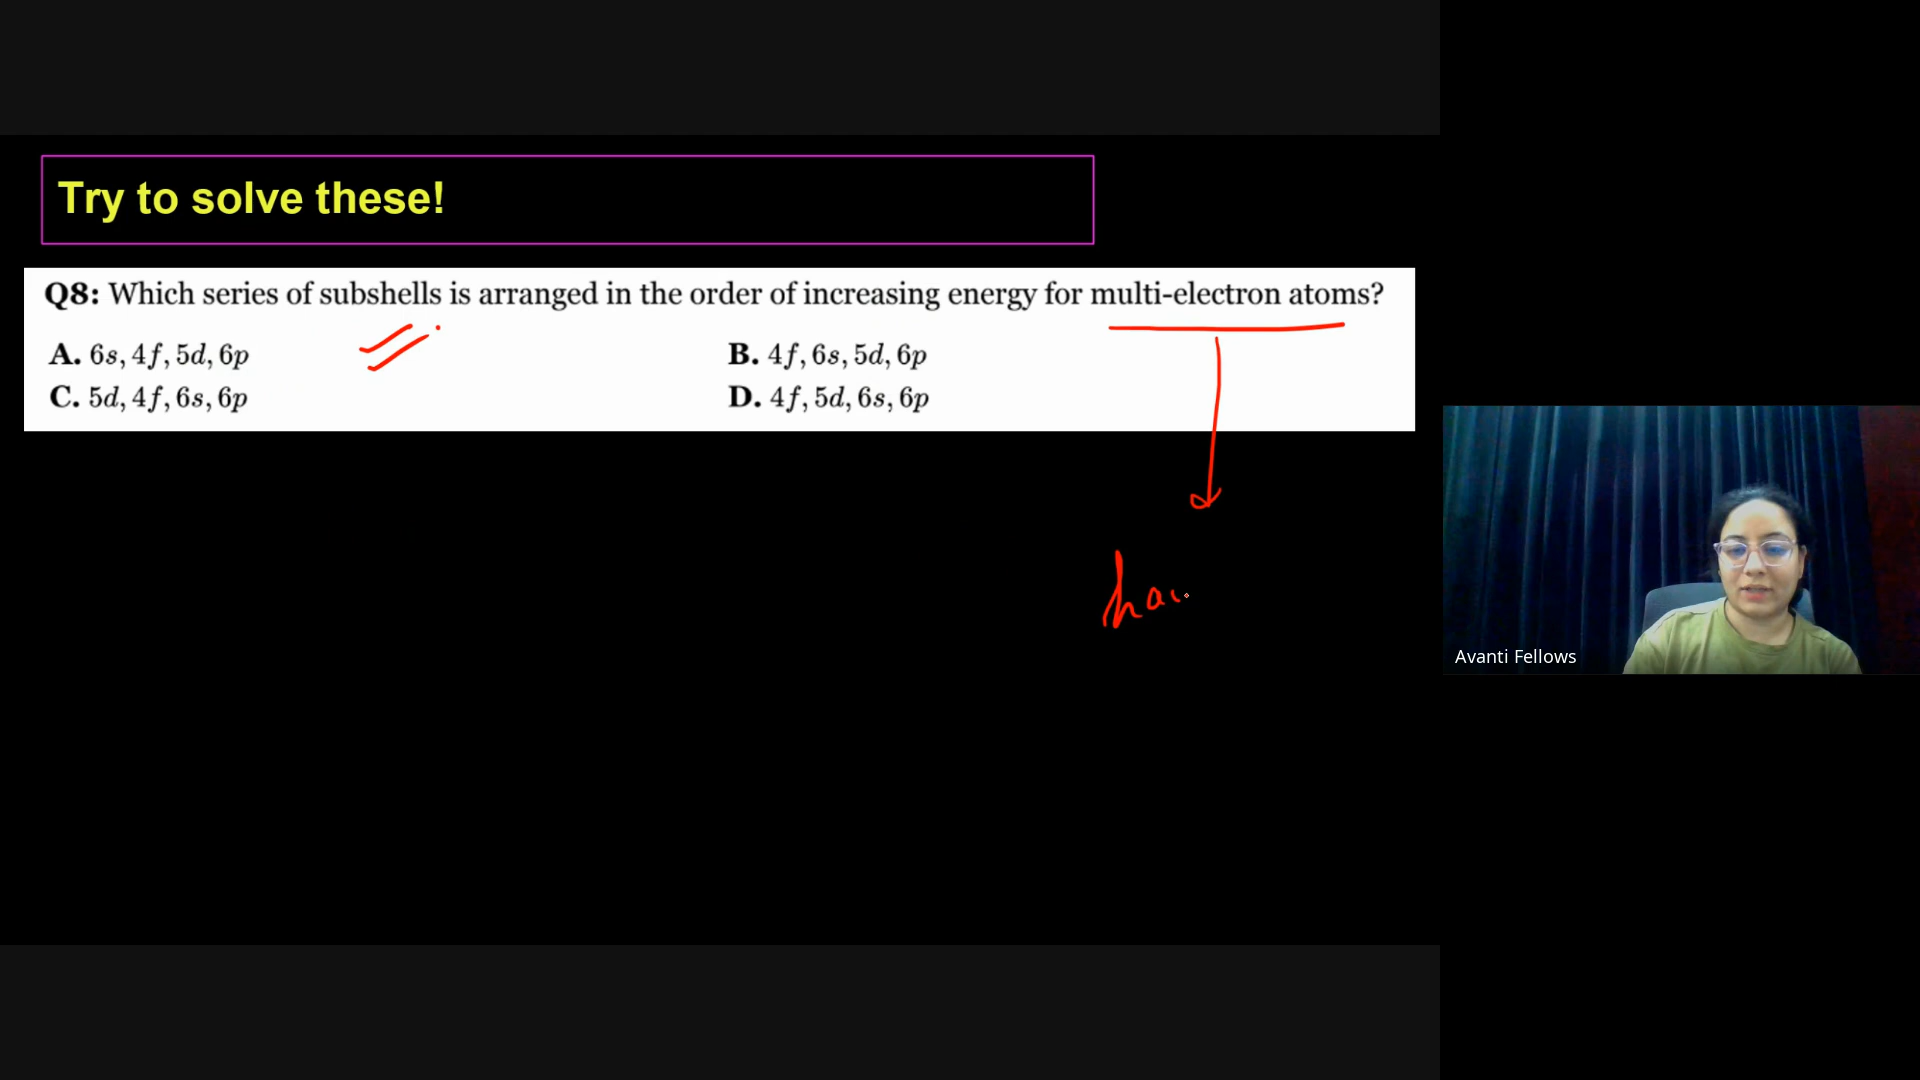 Try to solve these!
Q8: Which series of subshells is arranged in the order of increasing energy for multi-electron atoms?
A. 6s, 4f, 5d, 6p
B. 4f, 6s, 5d, 6p
C. 5d, 4f, 6s, 6p
D. 4f, 5d, 6s, 6p
Avanti Fellows